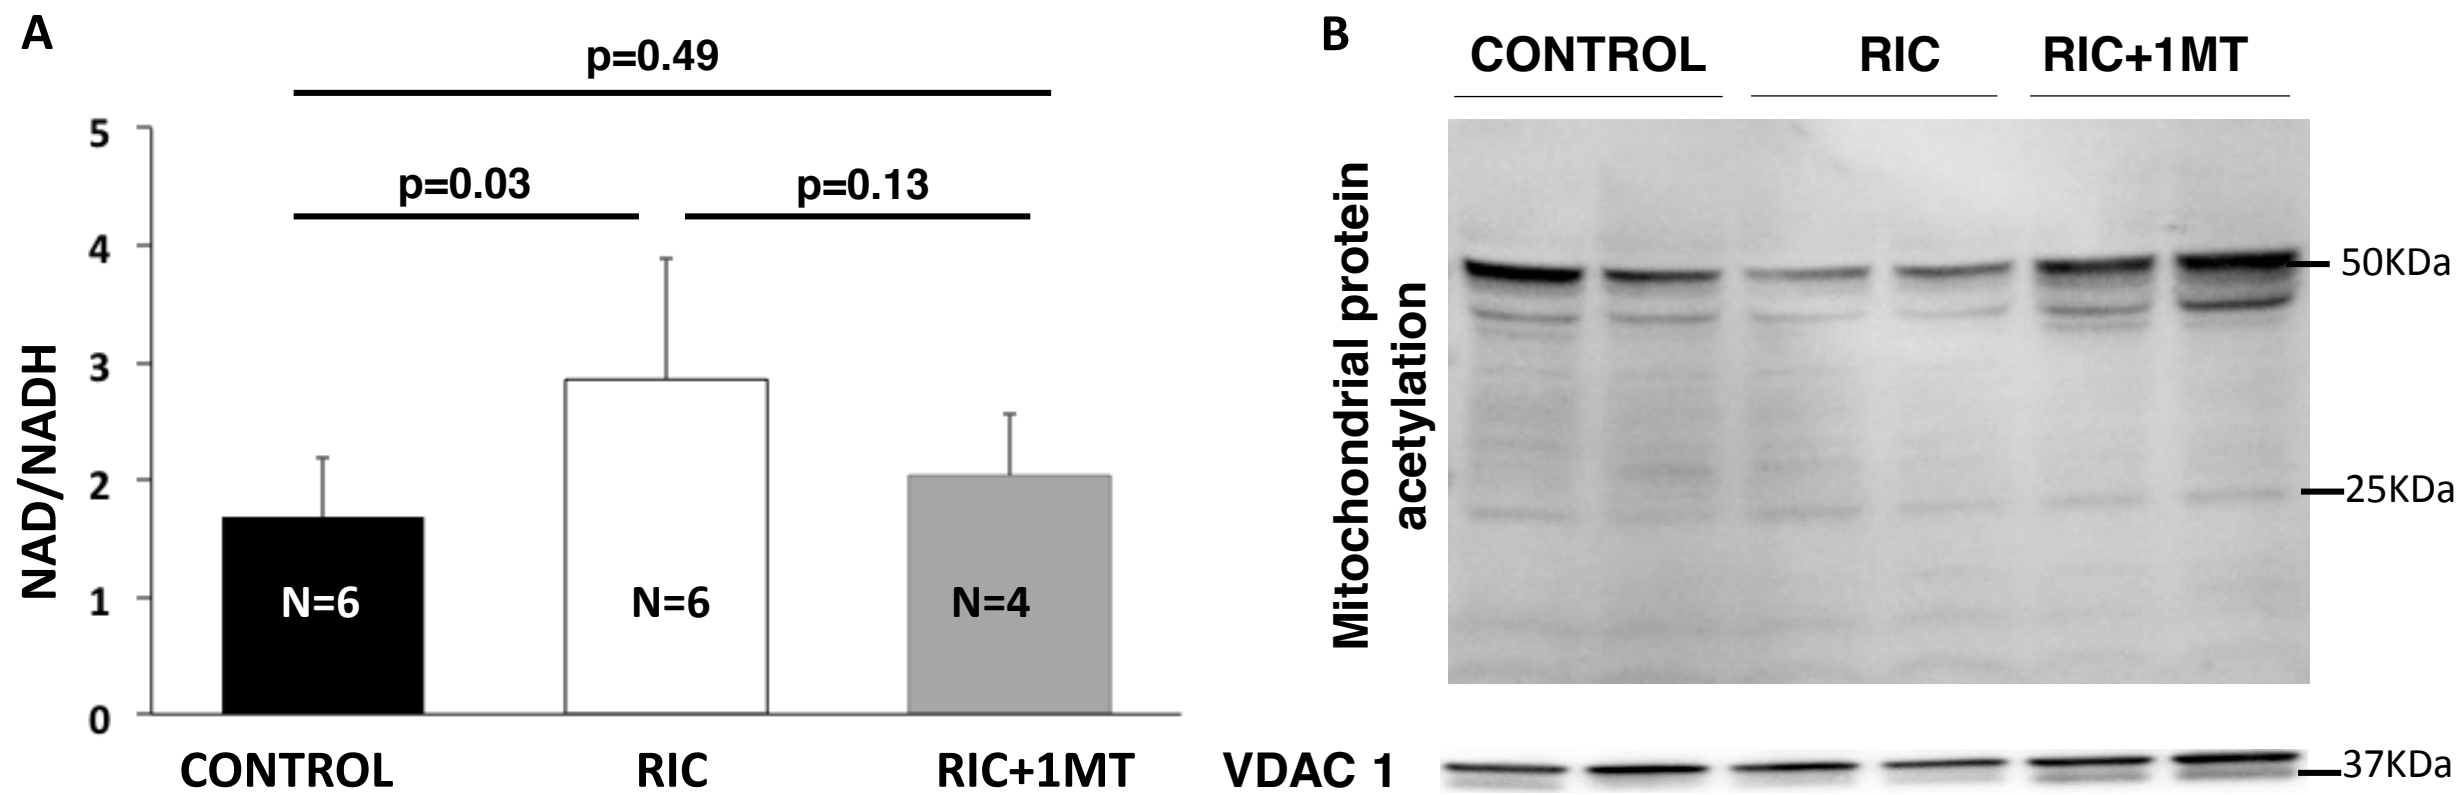 A
p=0.49
p=0.03
p=0.13
5
4
3
2
1
0
NAD/NADH
N=6
N=6
N=4
CONTROL
RIC
RIC+1MT
B
CONTROL
RIC
RIC+1MT
Mitochondrial protein
acetylation
50KDa
25KDa
VDAC 1
37KDa